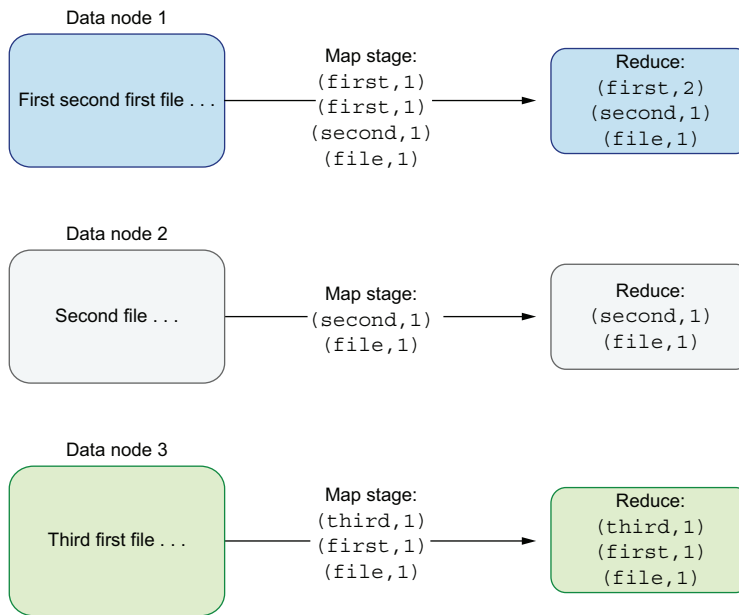 Data node 1
First second first file . . .
Map stage:
(first,1)
(first,1)
(second,1)
(file,1)
Reduce:
(first,2)
(second,1)
(file,1)
Data node 2
Second file . . .
Map stage:
(second,1)
(file,1)
Reduce:
(second,1)
(file,1)
Data node 3
Third first file . . .
Map stage:
(third,1)
(first,1)
(file,1)
Reduce:
(third,1)
(first,1)
(file,1)